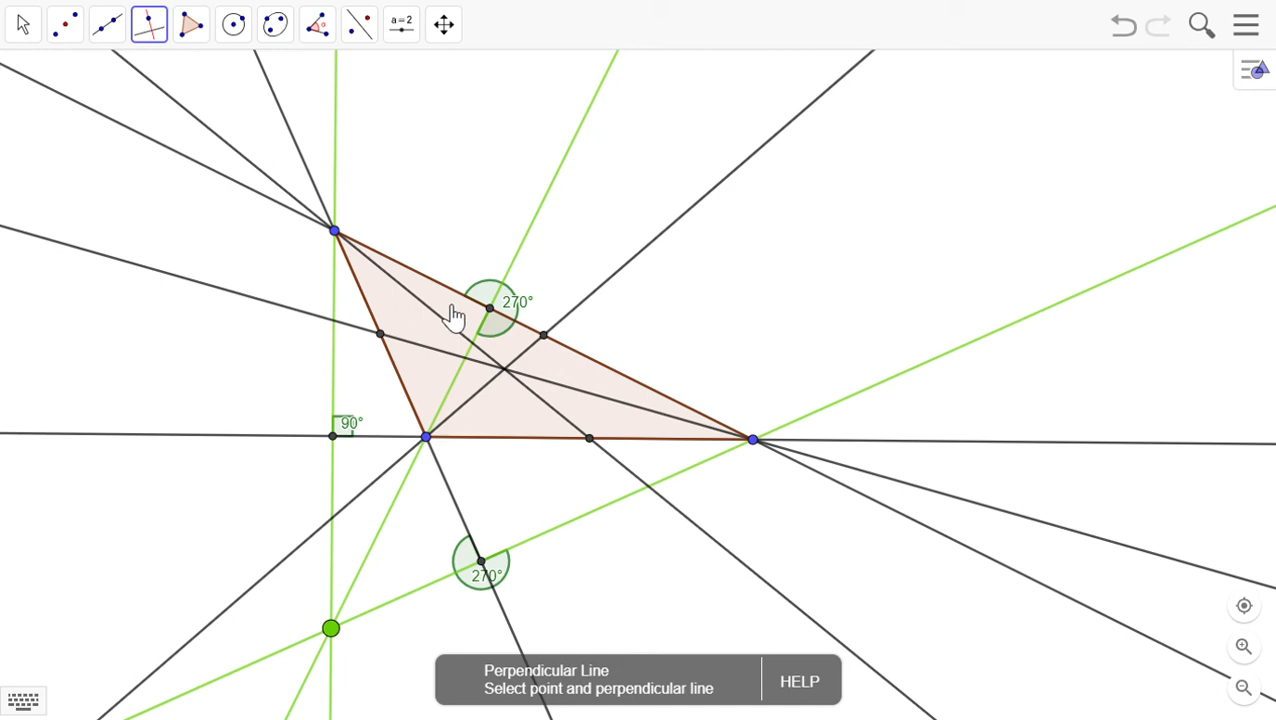 a=2
270°
90°
270°
Perpendicular Line
Select point and perpendicular line
HELP